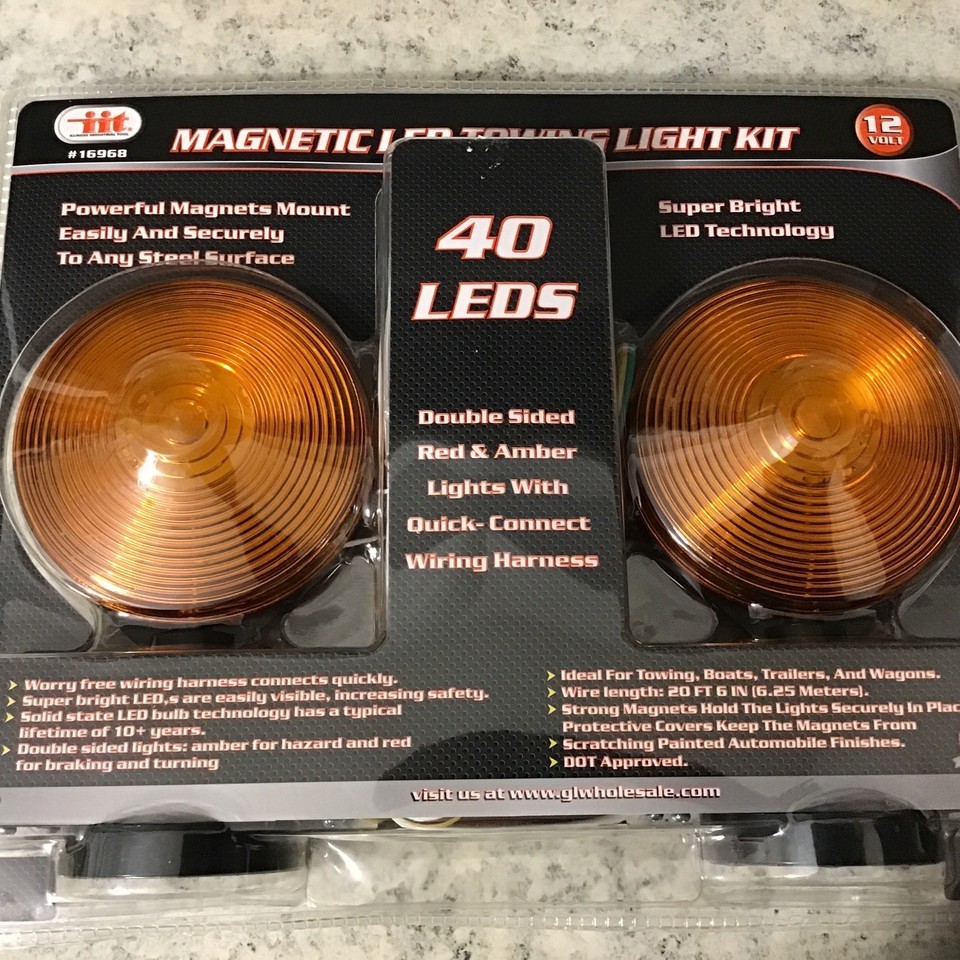 iit
ILLINOIS INDUSTRIAL TOOL
#16968
MAGNETIC LED TOWING LIGHT KIT
12
VOLT
Powerful Magnets Mount
Easily And Securely
To Any Steel Surface
40
LEDS
Super Bright
LED Technology
Double Sided
Red & Amber
Lights With
Quick- Connect
Wiring Harness
Worry free wiring harness connects quickly.
Super bright LED,s are easily visible, increasing safety.
Solid state LED bulb technology has a typical
lifetime of 10+ years.
Double sided lights: amber for hazard and red
for braking and turning
Ideal For Towing, Boats, Trailers, And Wagons.
Wire length: 20 FT 6 IN (6.25 Meters).
Strong Magnets Hold The Lights Securely In Plac
Protective Covers Keep The Magnets From
Scratching Painted Automobile Finishes.
DOT Approved.
visit us at www.glwholesale.com